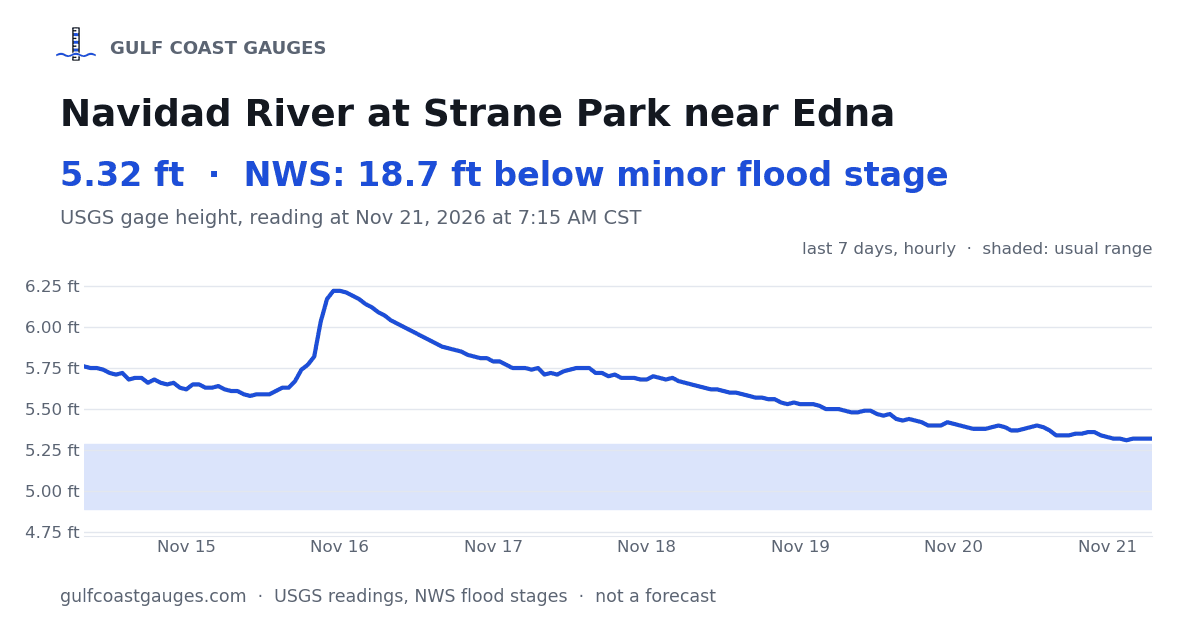 GULF COAST GAUGES
Navidad River at Strane Park near Edna
5.32 ft · NWS: 18.7 ft below minor flood stage
USGS gage height, reading at Nov 21, 2026 at 7:15 AM CST
last 7 days, hourly · shaded: usual range
6.25 ft
6.00 ft
5.75 ft
5.50 ft
5.25 ft
5.00 ft
4.75 ft
Nov 15 Nov 16 Nov 17 Nov 18 Nov 19 Nov 20 Nov 21
gulfcoastgauges.com · USGS readings, NWS flood stages · not a forecast